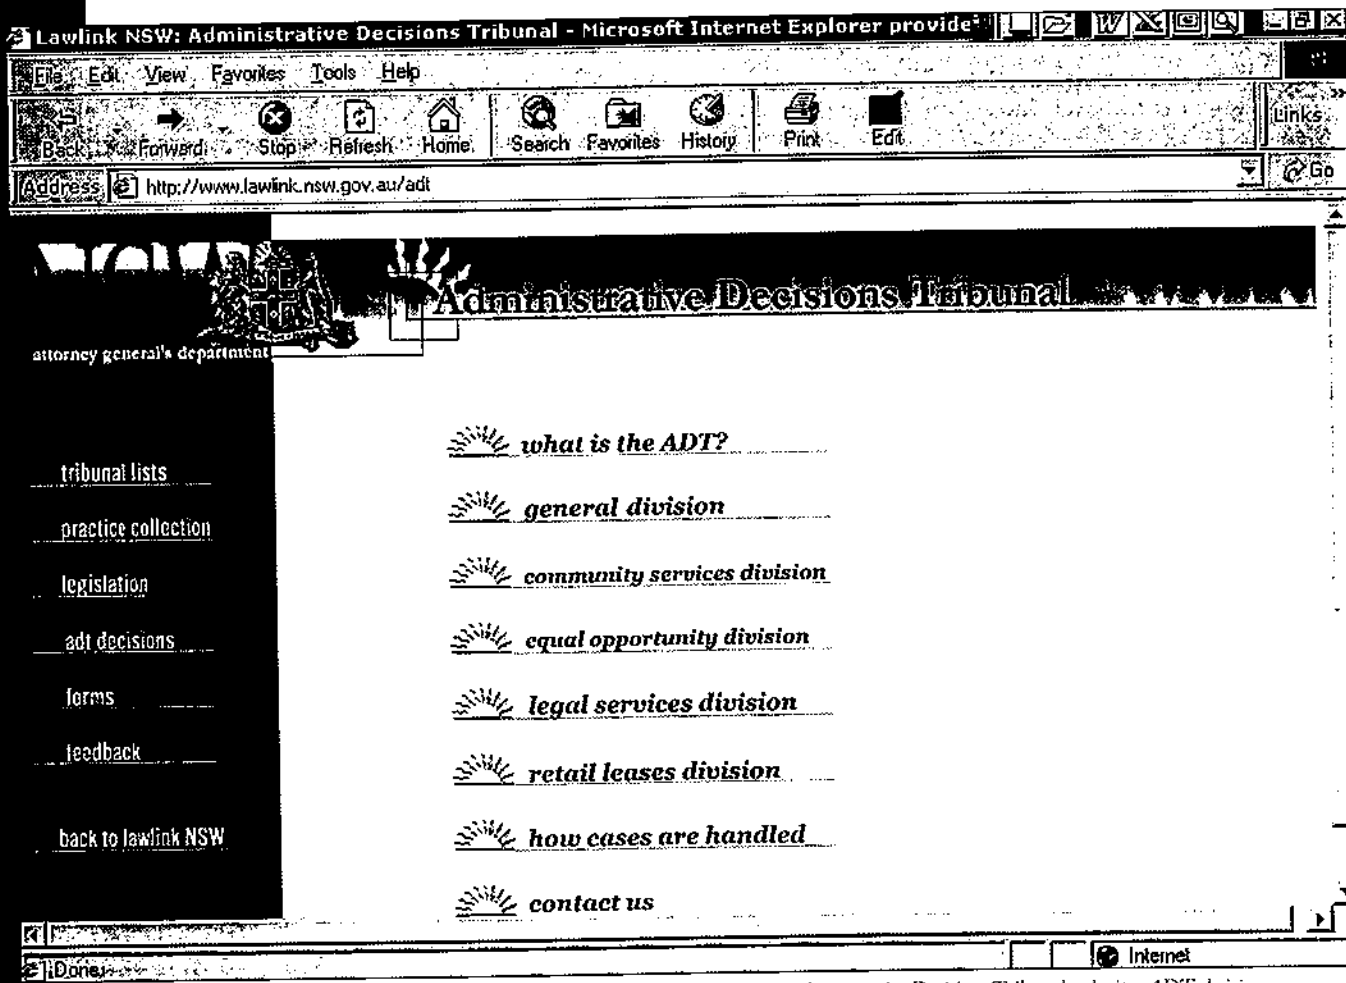 Lawlink NSW: Administrative Decisions Tribunal - Microsoft Internet Explorer provide
File Edit View Favorites Tools Help
Back Forward Stop Refresh Home Search Favorites History Print Edit Links
Address http://www.lawlink.nsw.gov.au/adt Go
Administrative Decisions Tribunal
attorney general's department
what is the ADT?
general division
community services division
equal opportunity division
legal services division
retail leases division
how cases are handled
contact us
tribunal lists
practice collection
legislation
adt decisions
forms
feedback
back to lawlink NSW
Done
Internet